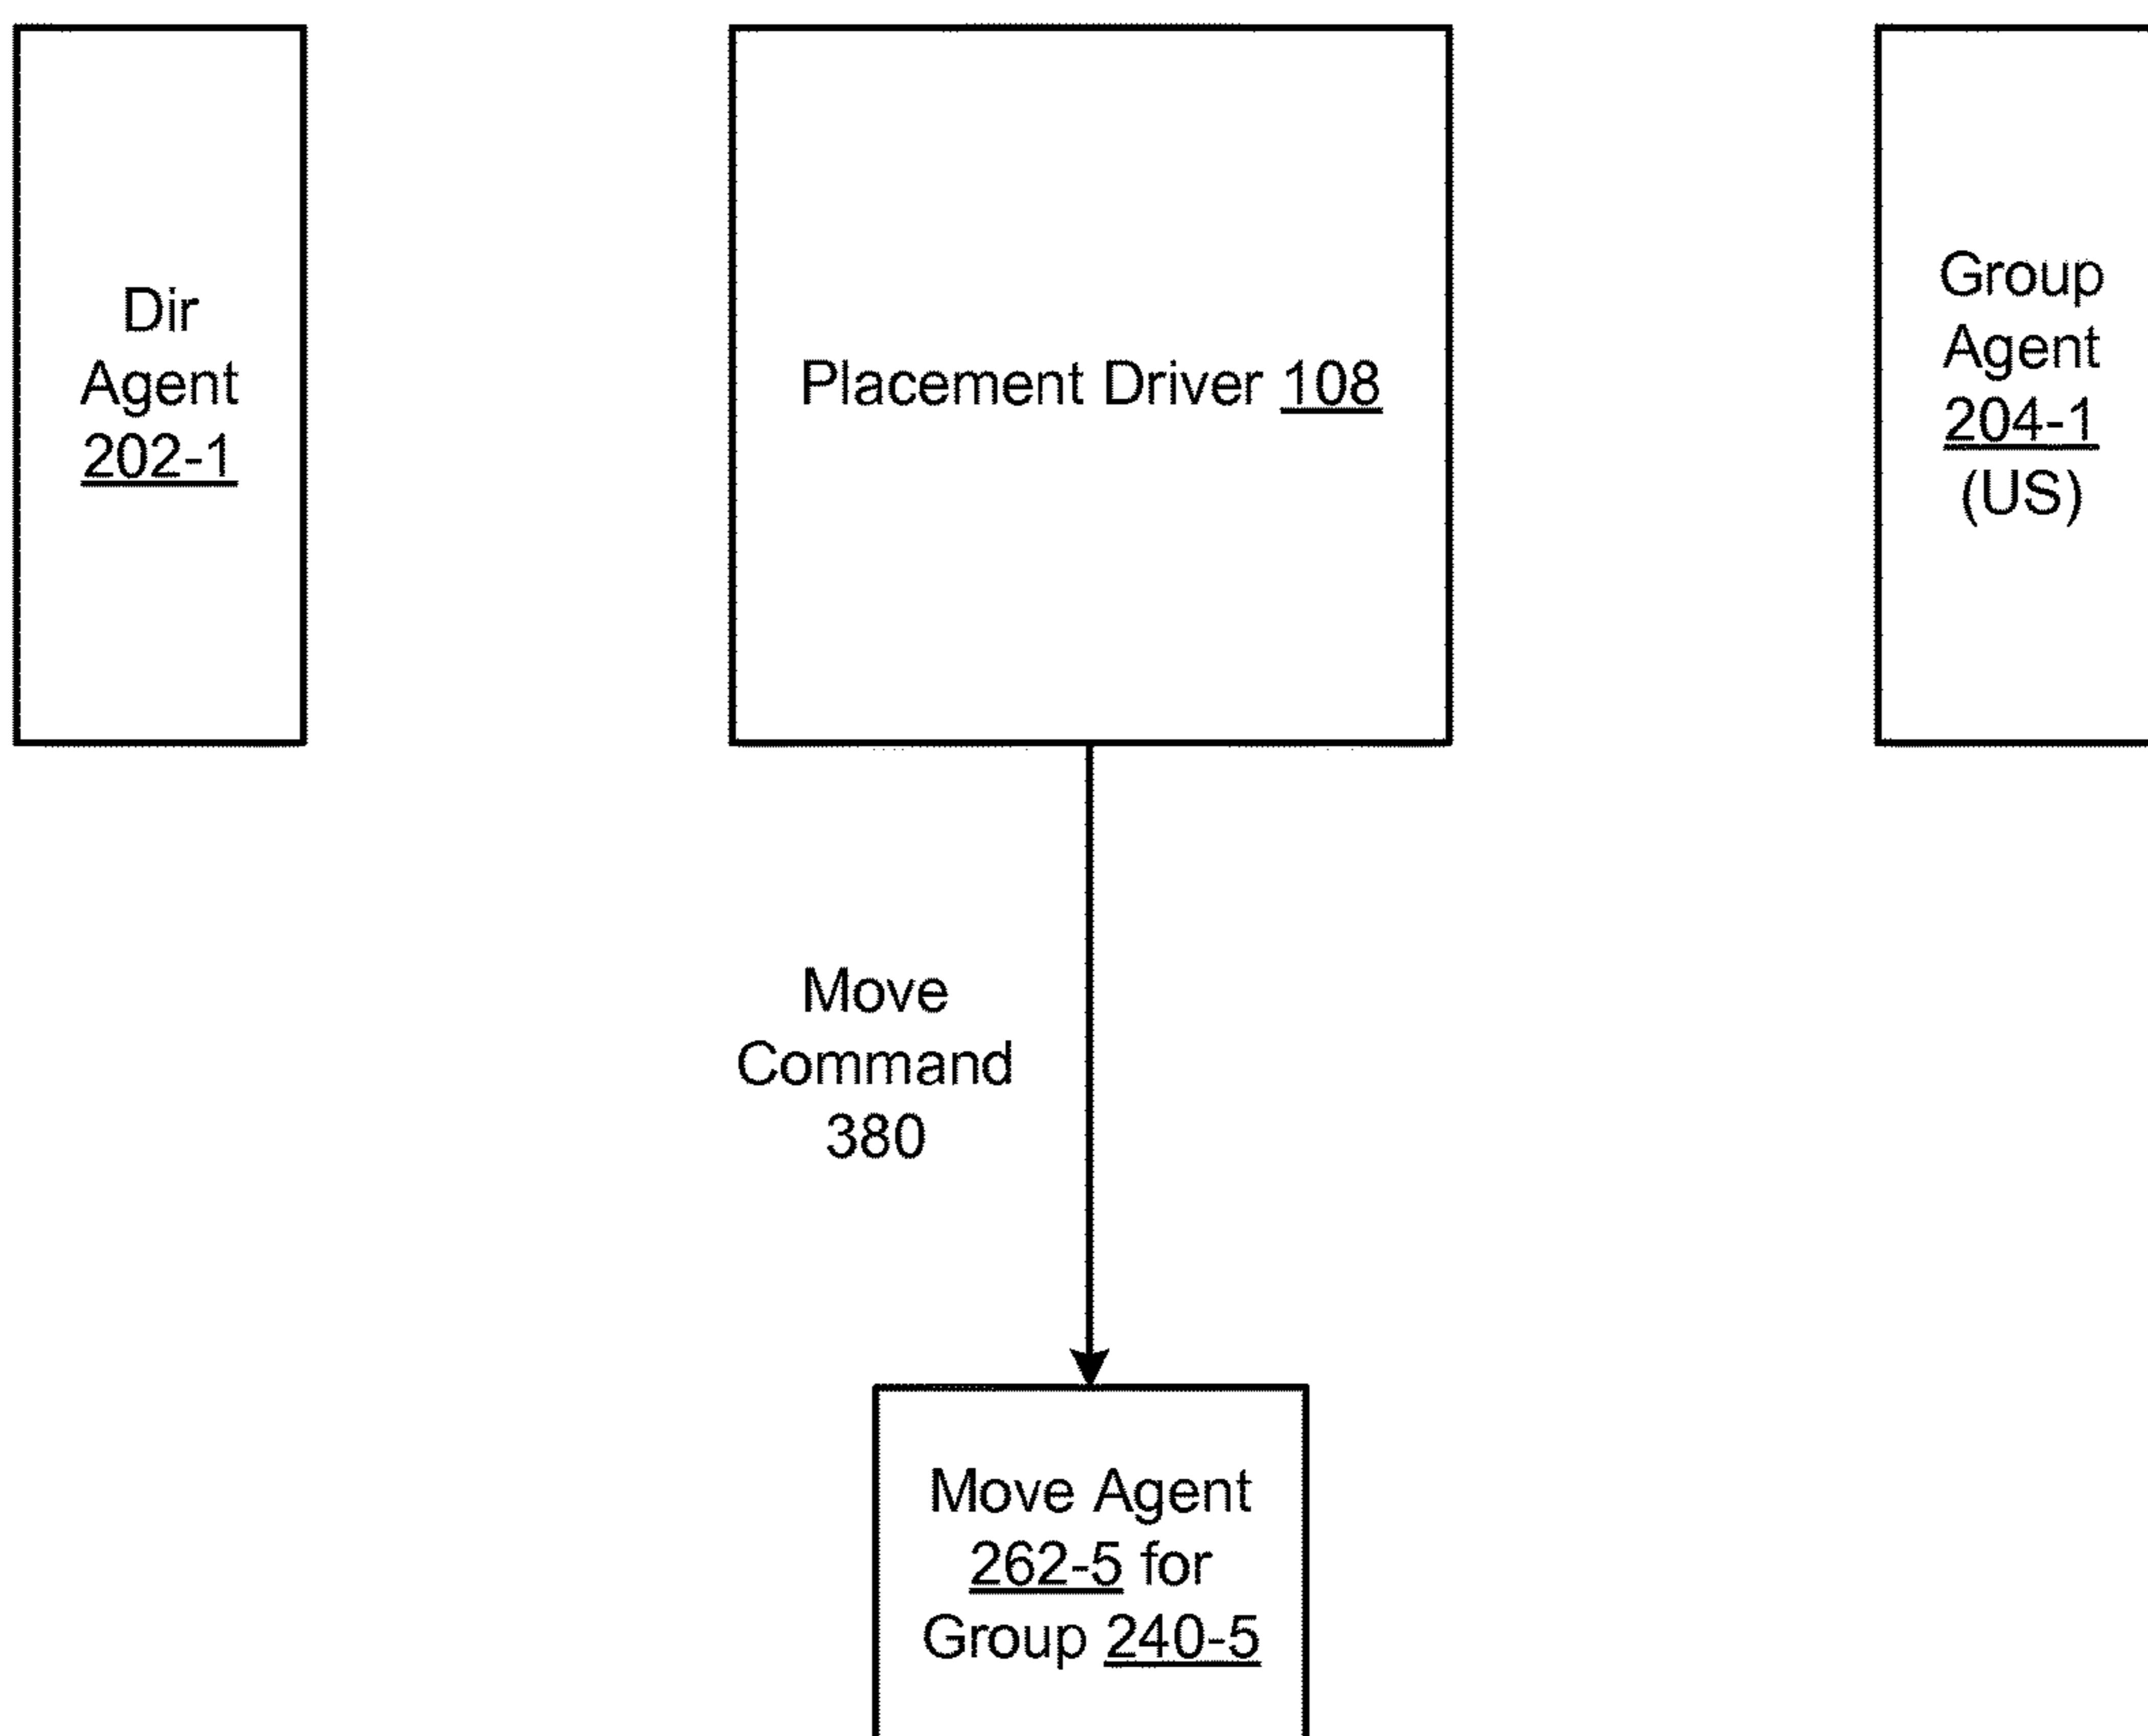 Dir
Agent
202-1
Placement Driver 108
Group
Agent
204-1
(US)
Move
Command
380
Move Agent
262-5 for
Group 240-5